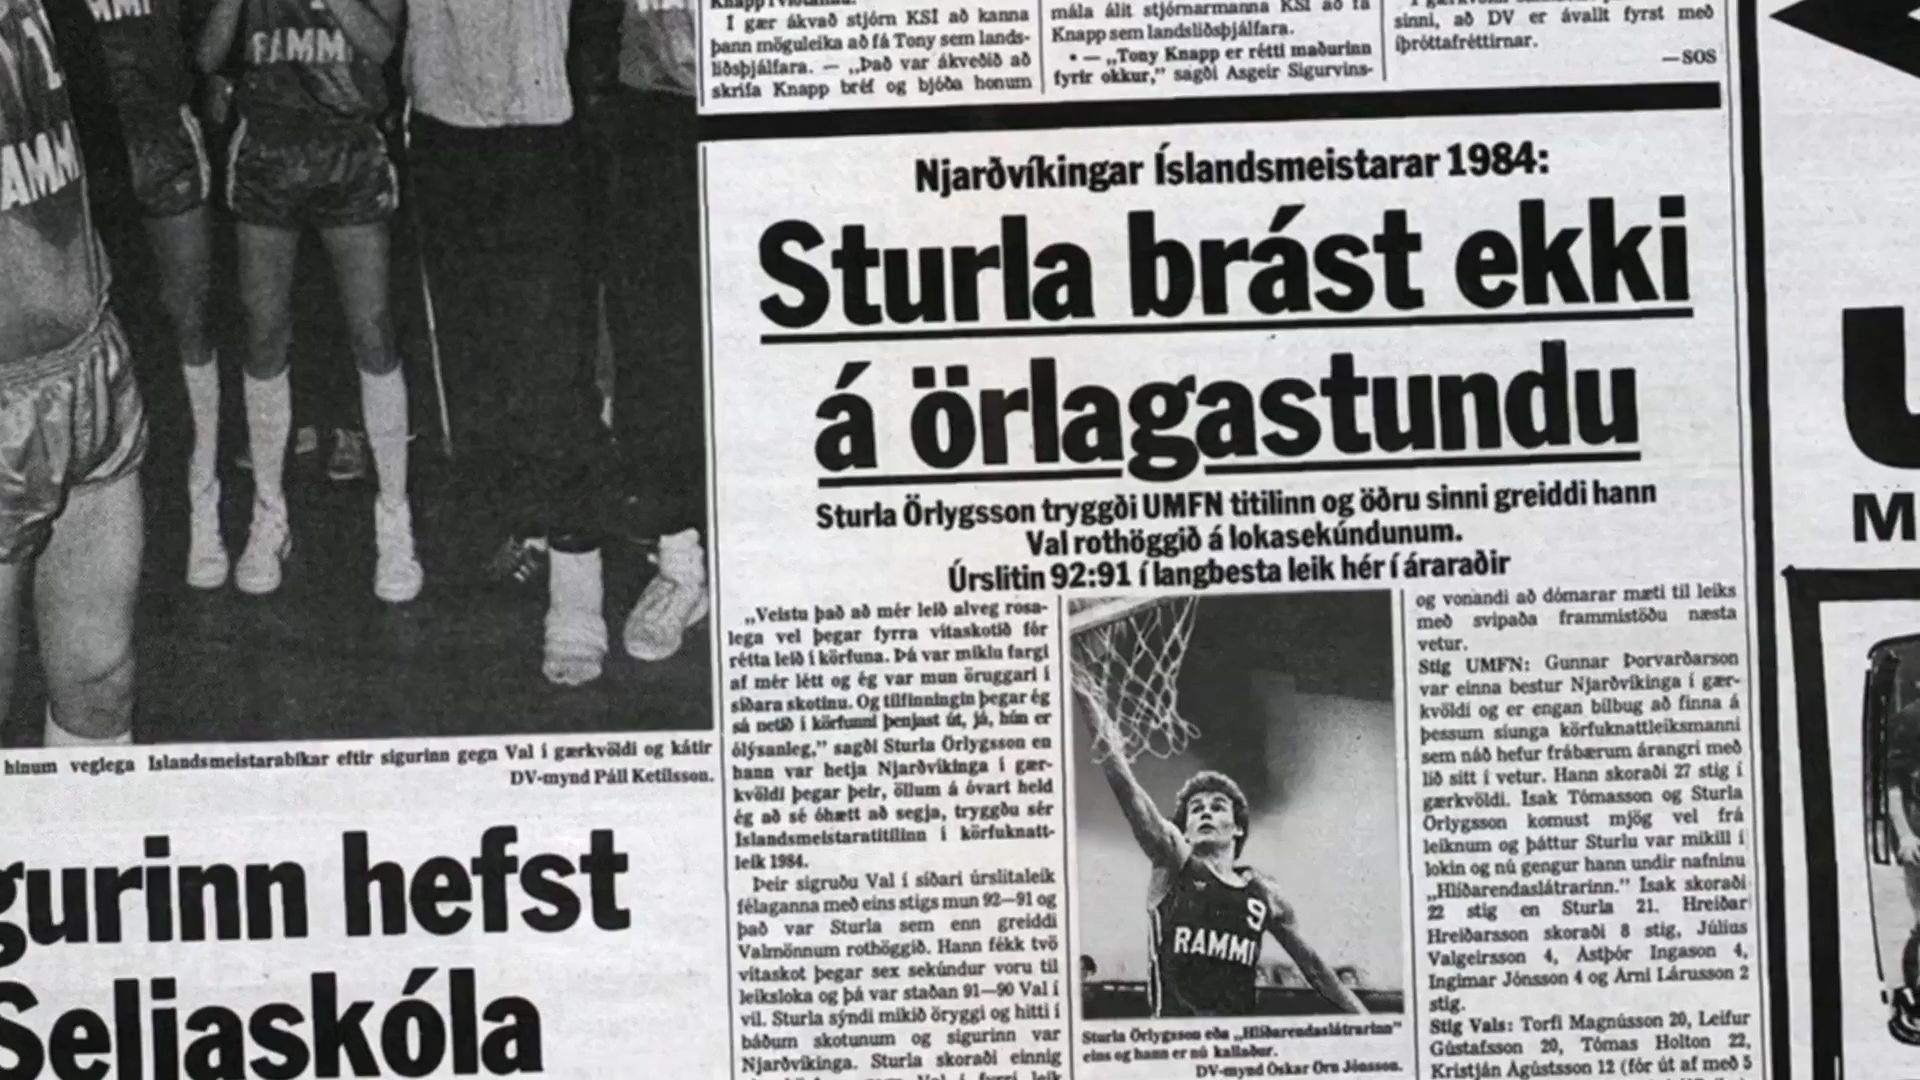 RAMMI
AMMI
Í gær ákvað stjórn KSÍ að kanna
þann möguleika að fá Tony sem lands-
liðsþjálfara. — „Það var ákveðið að
skrifa Knapp bréf og bjóða honum
mála álit stjórnarmanna KSÍ að fá
Knapp sem landsliðsþjálfara.
• — „Tony Knapp er rétti maðurinn
fyrir okkur,” sagði Asgeir Sigurvins-
sinni, að DV er ávallt fyrst með
íþróttafréttirnar.
—SOS
Njarðvíkingar Íslandsmeistarar 1984:
Sturla brást ekki
á örlagastundu
Sturla Örlygsson tryggði UMFN titilinn og öðru sinni greiddi hann
Val rothöggið á lokasekúndunum.
Úrslitin 92:91 í langbesta leik hér í áraraðir
„Veistu það að mér leið alveg rosa-
lega vel þegar fyrra vítaskotið fór
rétta leið í körfuna. Þá var miklu fargi
af mér létt og ég var mun öruggari í
síðara skotinu. Og tilfinningin þegar ég
sá netið í körfunni þenjast út, já, hún er
ólýsanleg,” sagði Sturla Örlygsson en
hann var hetja Njarðvíkinga í gær-
kvöldi þegar þeir, öllum á óvart held
ég að sé óhætt að segja, tryggðu sér
Islandsmeistaratitilinn í körfuknatt-
leik 1984.
Þeir sigruðu Val í síðari úrslitaleik
félaganna með eins stigs mun 92—91 og
það var Sturla sem enn greiddi
Valmönnum rothöggið. Hann fékk tvö
vítaskot þegar sex sekúndur voru til
leiksloka og þá var staðan 91—90 Val í
vil. Sturla sýndi mikið öryggi og hitti í
báðum skotunum og sigurinn var
Njarðvíkinga. Sturla skoraði einnig
9
RAMMI
Sturla Örlygsson eða „Hlíðarendaslátrarinn”
eins og hann er nú kallaður.
DV-mynd Óskar Örn Jónsson.
og vonandi að dómarar mæti til leiks
með svipaða frammistöðu næsta
vetur.
Stig UMFN: Gunnar Þorvarðarson
var einna bestur Njarðvíkinga í gær-
kvöldi og er engan bilbug að finna á
þessum síunga körfuknattleiksmanni
sem náð hefur frábærum árangri með
lið sitt í vetur. Hann skoraði 27 stig í
gærkvöldi. Isak Tómasson og Sturla
Örlygsson komust mjög vel frá
leiknum og þáttur Sturlu var mikill í
lokin og nú gengur hann undir nafninu
„Hlíðarendaslátrarinn.” Isak skoraði
22 stig en Sturla 21. Hreiðar
Hreiðarsson skoraði 8 stig, Júlíus
Valgeirsson 4, Ástþór Ingason 4,
Ingimar Jónsson 4 og Arni Lárusson 2
stig.
Stig Vals: Torfi Magnússon 20, Leifur
Gústafsson 20, Tómas Holton 22,
Kristján Ágústsson 12 (fór út af með 5
hinum veglega Islandsmeistarabikar eftir sigurinn gegn Val í gærkvöldi og kátir
DV-mynd Páll Ketilsson.
gurinn hefst
Seljaskóla
M